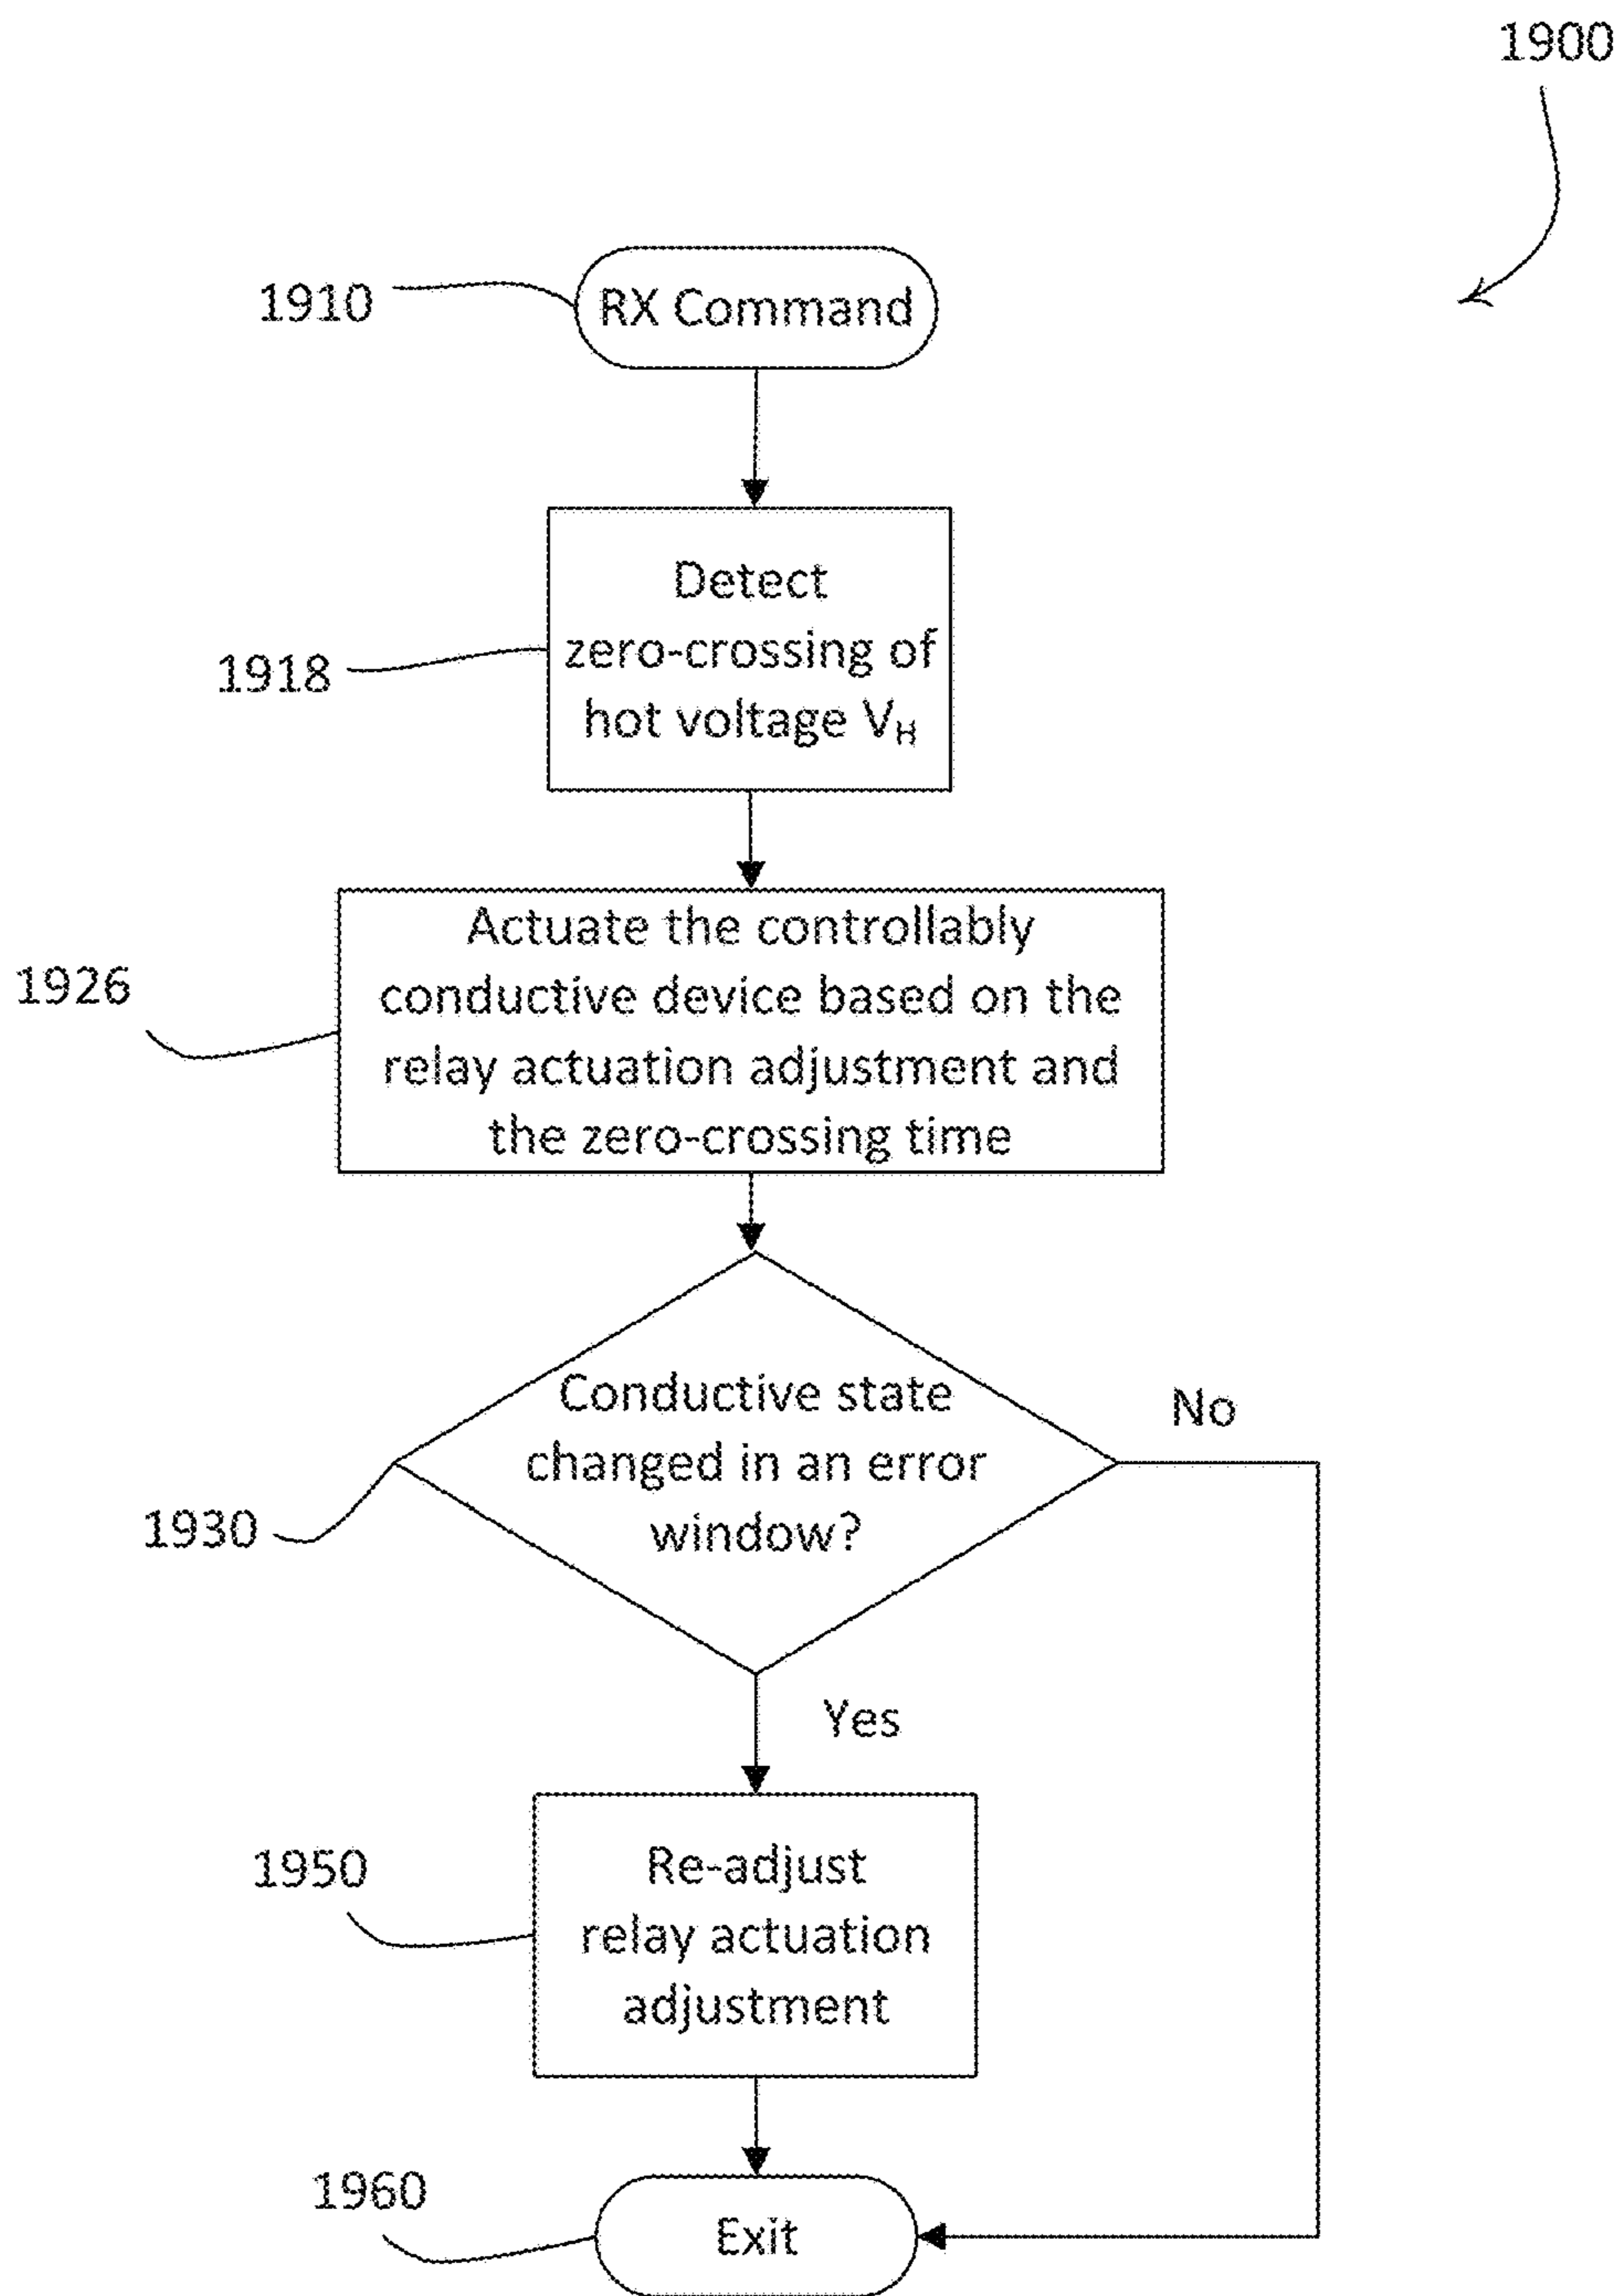 1900
1910
RX Command
Detect
zero-crossing of
hot voltage V_H
1918
Actuate the controllably
conductive device based on the
relay actuation adjustment and
the zero-crossing time
1926
Conductive state
changed in an error
window?
No
1930
Yes
Re-adjust
relay actuation
adjustment
1950
1960
Exit